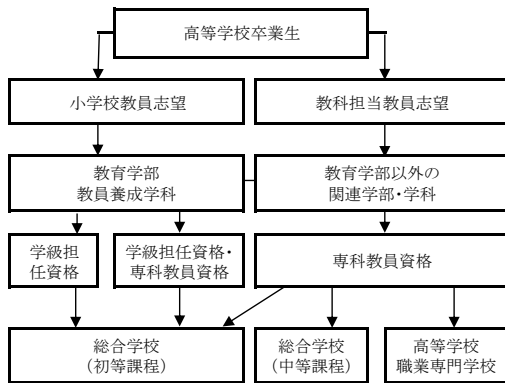 高等学校卒業生
小学校教員志望
教科担当教員志望
教育学部
教員養成学科
教育学部以外の
関連学部・学科
学級担
任資格
学級担任資格・
専科教員資格
専科教員資格
総合学校
（初等課程）
総合学校
（中等課程）
高等学校
職業専門学校